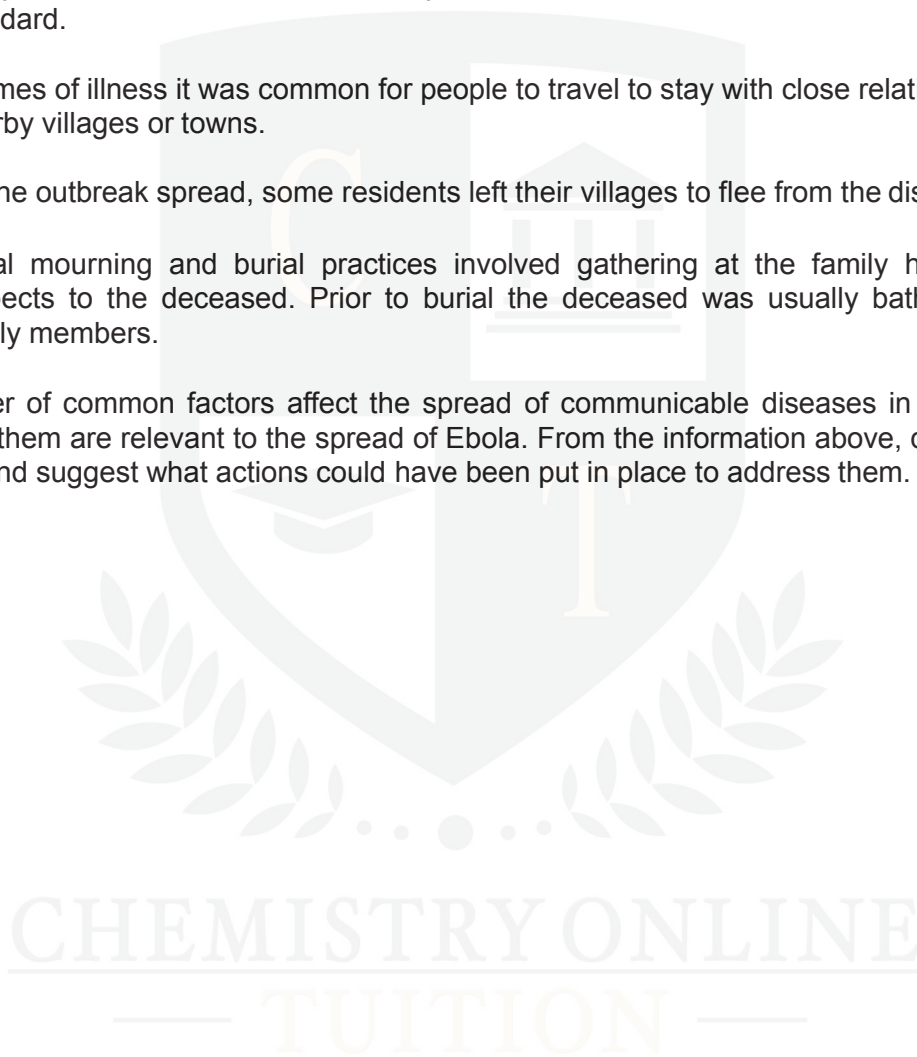 dard.
mes of illness it was common for people to travel to stay with close relat
rby villages or towns.
he outbreak spread, some residents left their villages to flee from the dis
al mourning and burial practices involved gathering at the family h
pects to the deceased. Prior to burial the deceased was usually bath
ly members.
er of common factors affect the spread of communicable diseases in
them are relevant to the spread of Ebola. From the information above, c
nd suggest what actions could have been put in place to address them.
C
T
CHEMISTRY ONLINE
TUITION